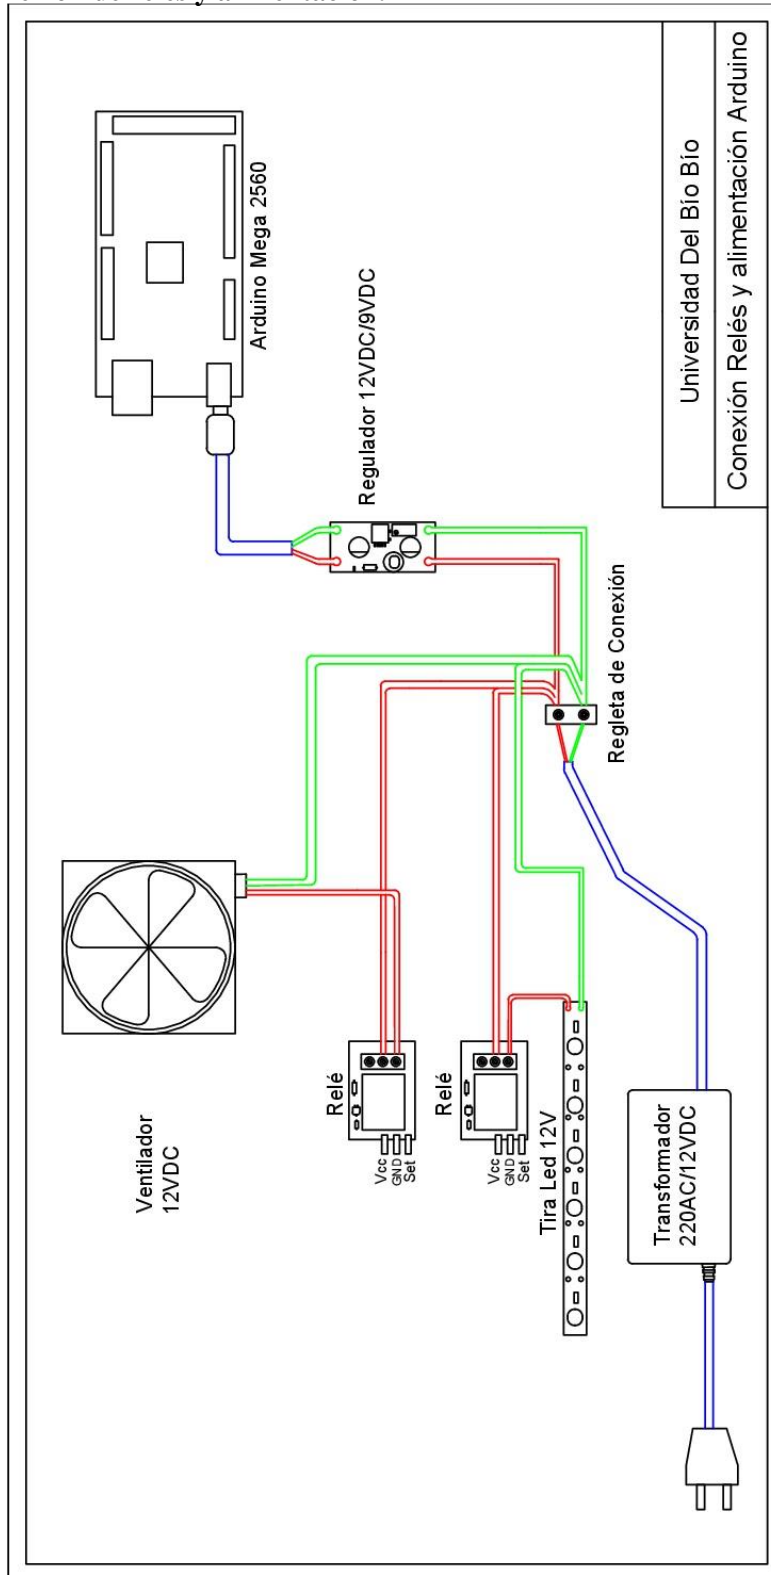 Arduino Mega 2560
Regulador 12VDC/9VDC
Regleta de Conexión
Ventilador
12VDC
Relé
Vcc
GND
Set
Relé
Vcc
GND
Set
Tira Led 12V
Transformador
220AC/12VDC
Universidad Del Bío Bío
Conexión Relés y alimentación Arduino